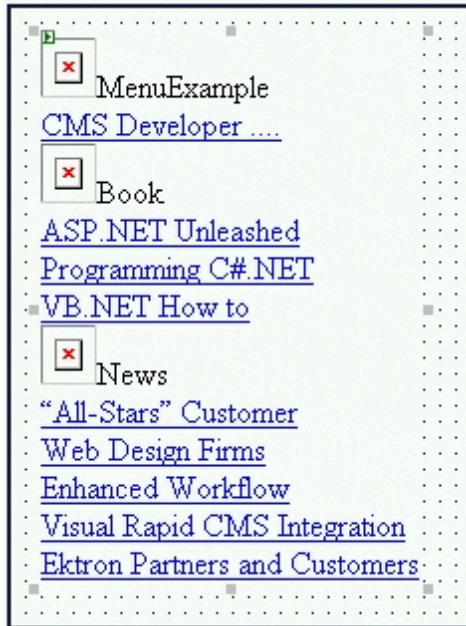 MenuExample
CMS Developer ....
Book
ASP.NET Unleashed
Programming C#.NET
VB.NET How to
News
“All-Stars” Customer
Web Design Firms
Enhanced Workflow
Visual Rapid CMS Integration
Ektron Partners and Customers